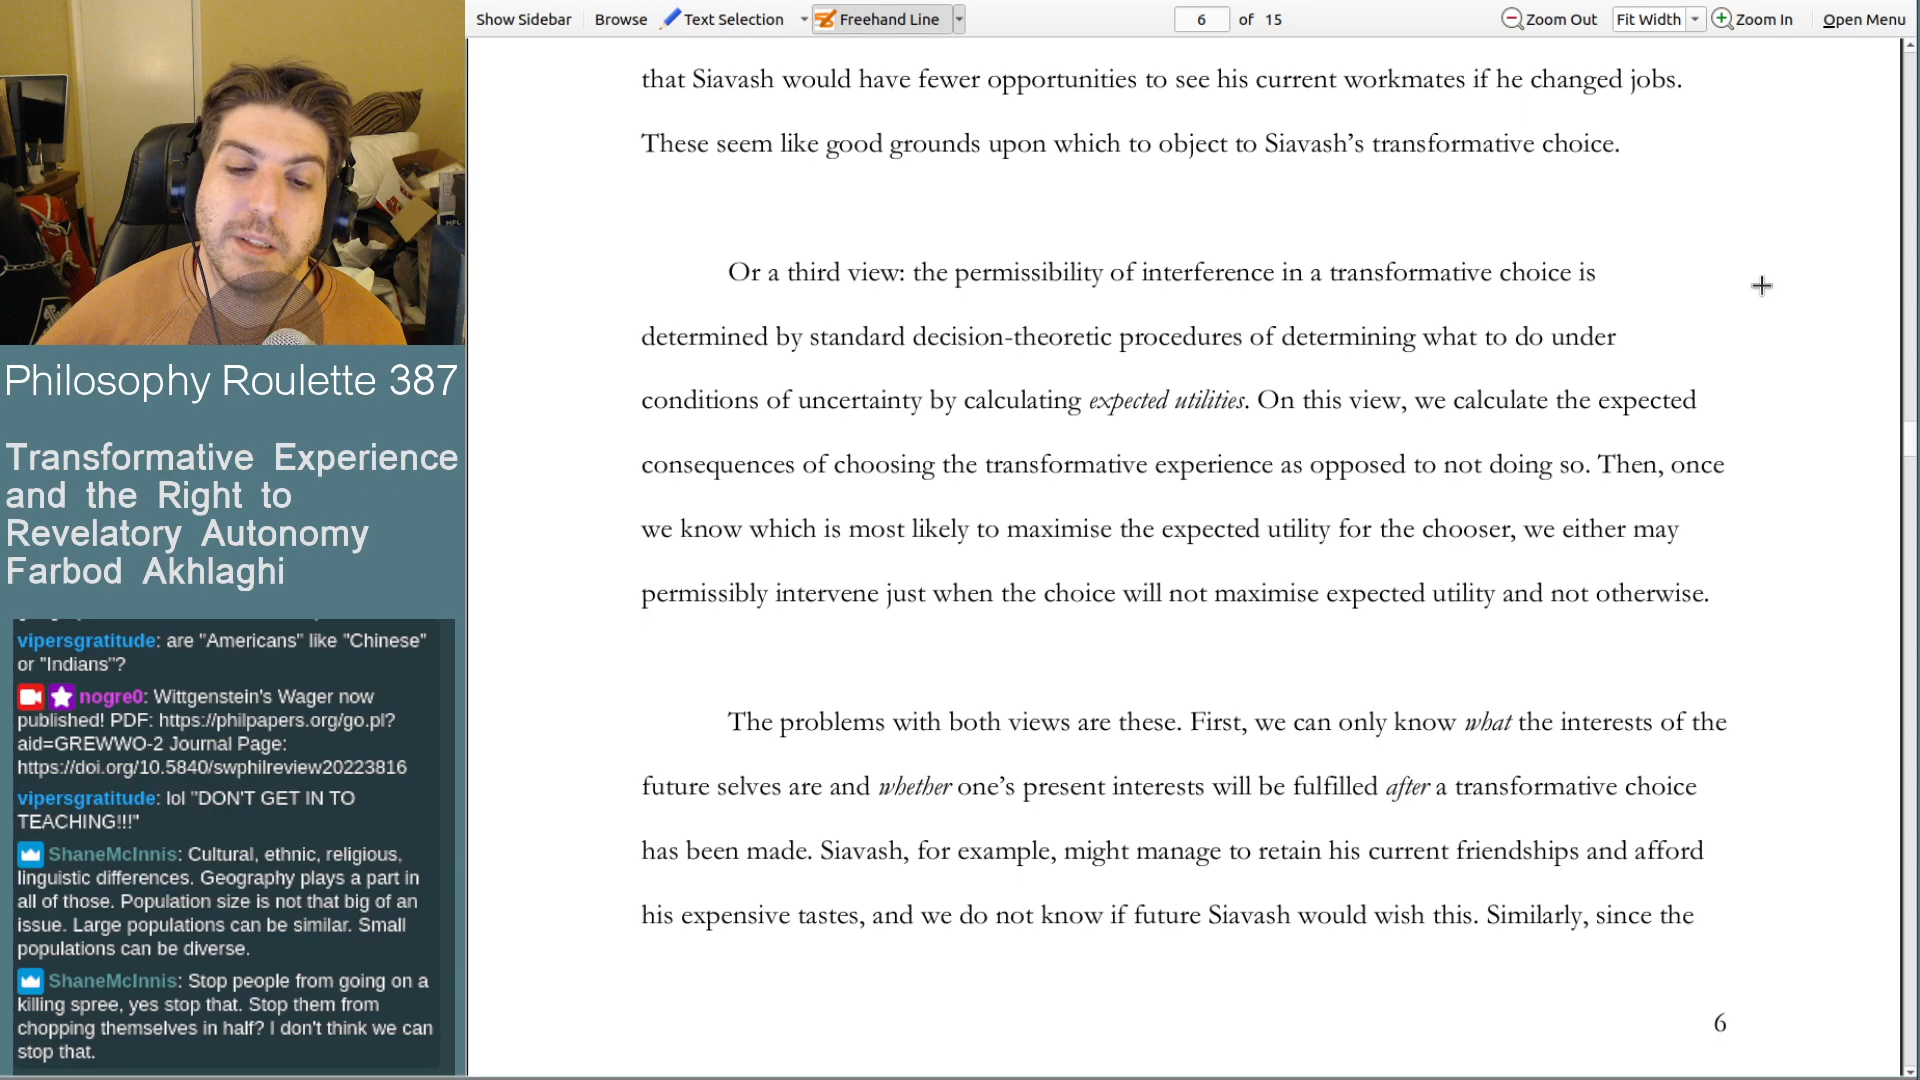 Show Sidebar
Browse
Text Selection
Freehand Line
6 of 15
Zoom Out
Fit Width
Zoom In
Open Menu
that Siavash would have fewer opportunities to see his current workmates if he changed jobs.
These seem like good grounds upon which to object to Siavash’s transformative choice.
Or a third view: the permissibility of interference in a transformative choice is
determined by standard decision-theoretic procedures of determining what to do under
conditions of uncertainty by calculating expected utilities. On this view, we calculate the expected
consequences of choosing the transformative experience as opposed to not doing so. Then, once
we know which is most likely to maximise the expected utility for the chooser, we either may
permissibly intervene just when the choice will not maximise expected utility and not otherwise.
The problems with both views are these. First, we can only know what the interests of the
future selves are and whether one’s present interests will be fulfilled after a transformative choice
has been made. Siavash, for example, might manage to retain his current friendships and afford
his expensive tastes, and we do not know if future Siavash would wish this. Similarly, since the
6
Philosophy Roulette 387
Transformative Experience
and the Right to
Revelatory Autonomy
Farbod Akhlaghi
vipersgratitude: are "Americans" like "Chinese"
or "Indians"?
nogre0: Wittgenstein's Wager now
published! PDF: https://philpapers.org/go.pl?
aid=GREWWO-2 Journal Page:
https://doi.org/10.5840/swphilreview20223816
vipersgratitude: lol "DON'T GET IN TO
TEACHING!!!"
ShaneMcInnis: Cultural, ethnic, religious,
linguistic differences. Geography plays a part in
all of those. Population size is not that big of an
issue. Large populations can be similar. Small
populations can be diverse.
ShaneMcInnis: Stop people from going on a
killing spree, yes stop that. Stop them from
chopping themselves in half? I don't think we can
stop that.